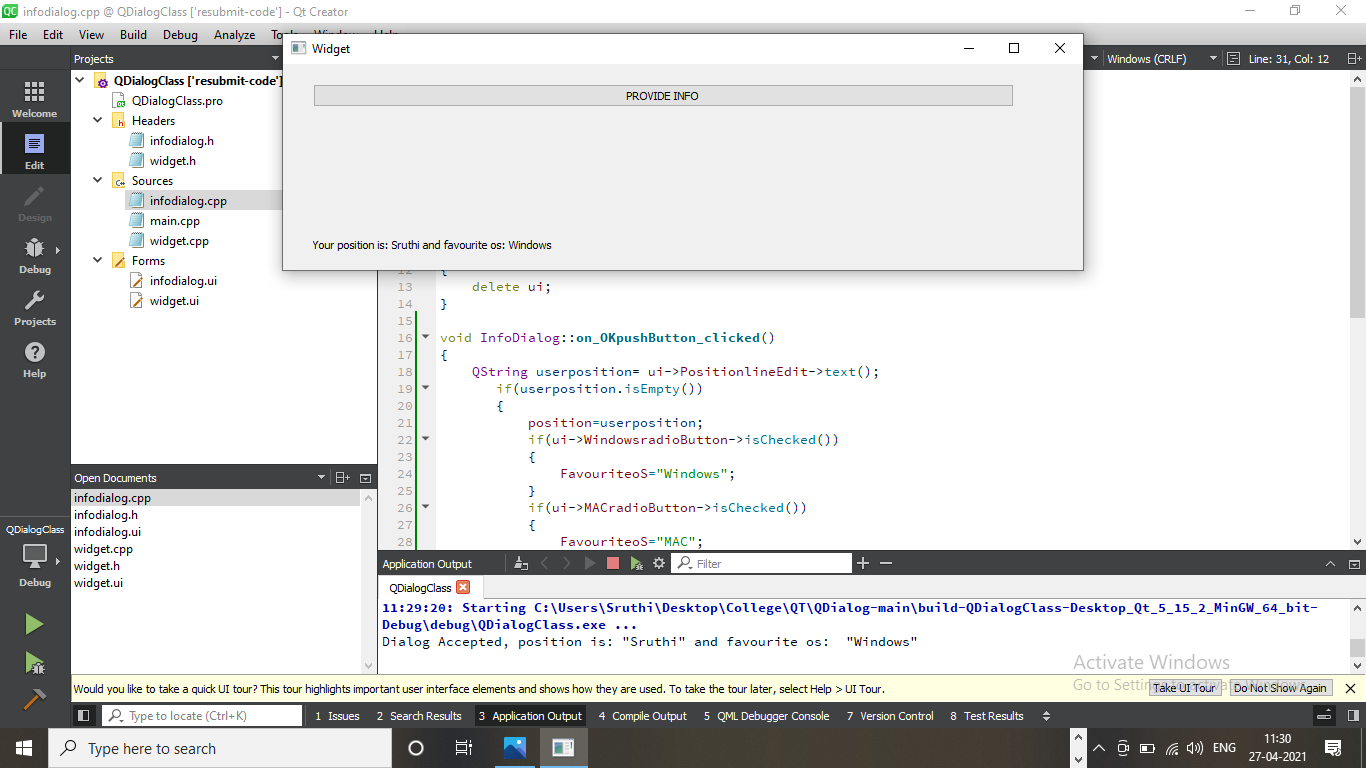 infodialog.cpp @ QDialogClass ['resubmit-code'] - Qt Creator
File Edit View Build Debug Analyze
Widget
Projects
Windows (CRLF) Line: 31, Col: 12
QDialogClass ['resubmit-code']
QDialogClass.pro
Headers
infodialog.h
widget.h
Sources
infodialog.cpp
main.cpp
widget.cpp
Forms
infodialog.ui
widget.ui
Welcome
Edit
Design
Debug
Projects
Help
PROVIDE INFO
Your position is: Sruthi and favourite os: Windows
12 {
13 delete ui;
14 }
15
16 void InfoDialog::on_OKpushButton_clicked()
17 {
18 QString userposition= ui->PositionlineEdit->text();
19 if(userposition.isEmpty())
20 {
21 position=userposition;
22 if(ui->WindowsradioButton->isChecked())
23 {
24 FavouriteoS="Windows";
25 }
26 if(ui->MACradioButton->isChecked())
27 {
28 FavouriteoS="MAC";
Open Documents
infodialog.cpp
infodialog.h
infodialog.ui
widget.cpp
widget.h
widget.ui
QDialogClass
Debug
Application Output
Filter
QDialogClass
11:29:20: Starting C:\Users\Sruthi\Desktop\College\QT\QDialog-main\build-QDialogClass-Desktop_Qt_5_15_2_MinGW_64_bit-
Debug\debug\QDialogClass.exe ...
Dialog Accepted, position is: "Sruthi" and favourite os:  "Windows"
Activate Windows
Would you like to take a quick UI tour? This tour highlights important user interface elements and shows how they are used. To take the tour later, select Help > UI Tour.
Go to Settin
Take UI Tour
Do Not Show Again
Type to locate (Ctrl+K)
1 Issues 2 Search Results 3 Application Output 4 Compile Output 5 QML Debugger Console 7 Version Control 8 Test Results
Type here to search
ENG
11:30
27-04-2021